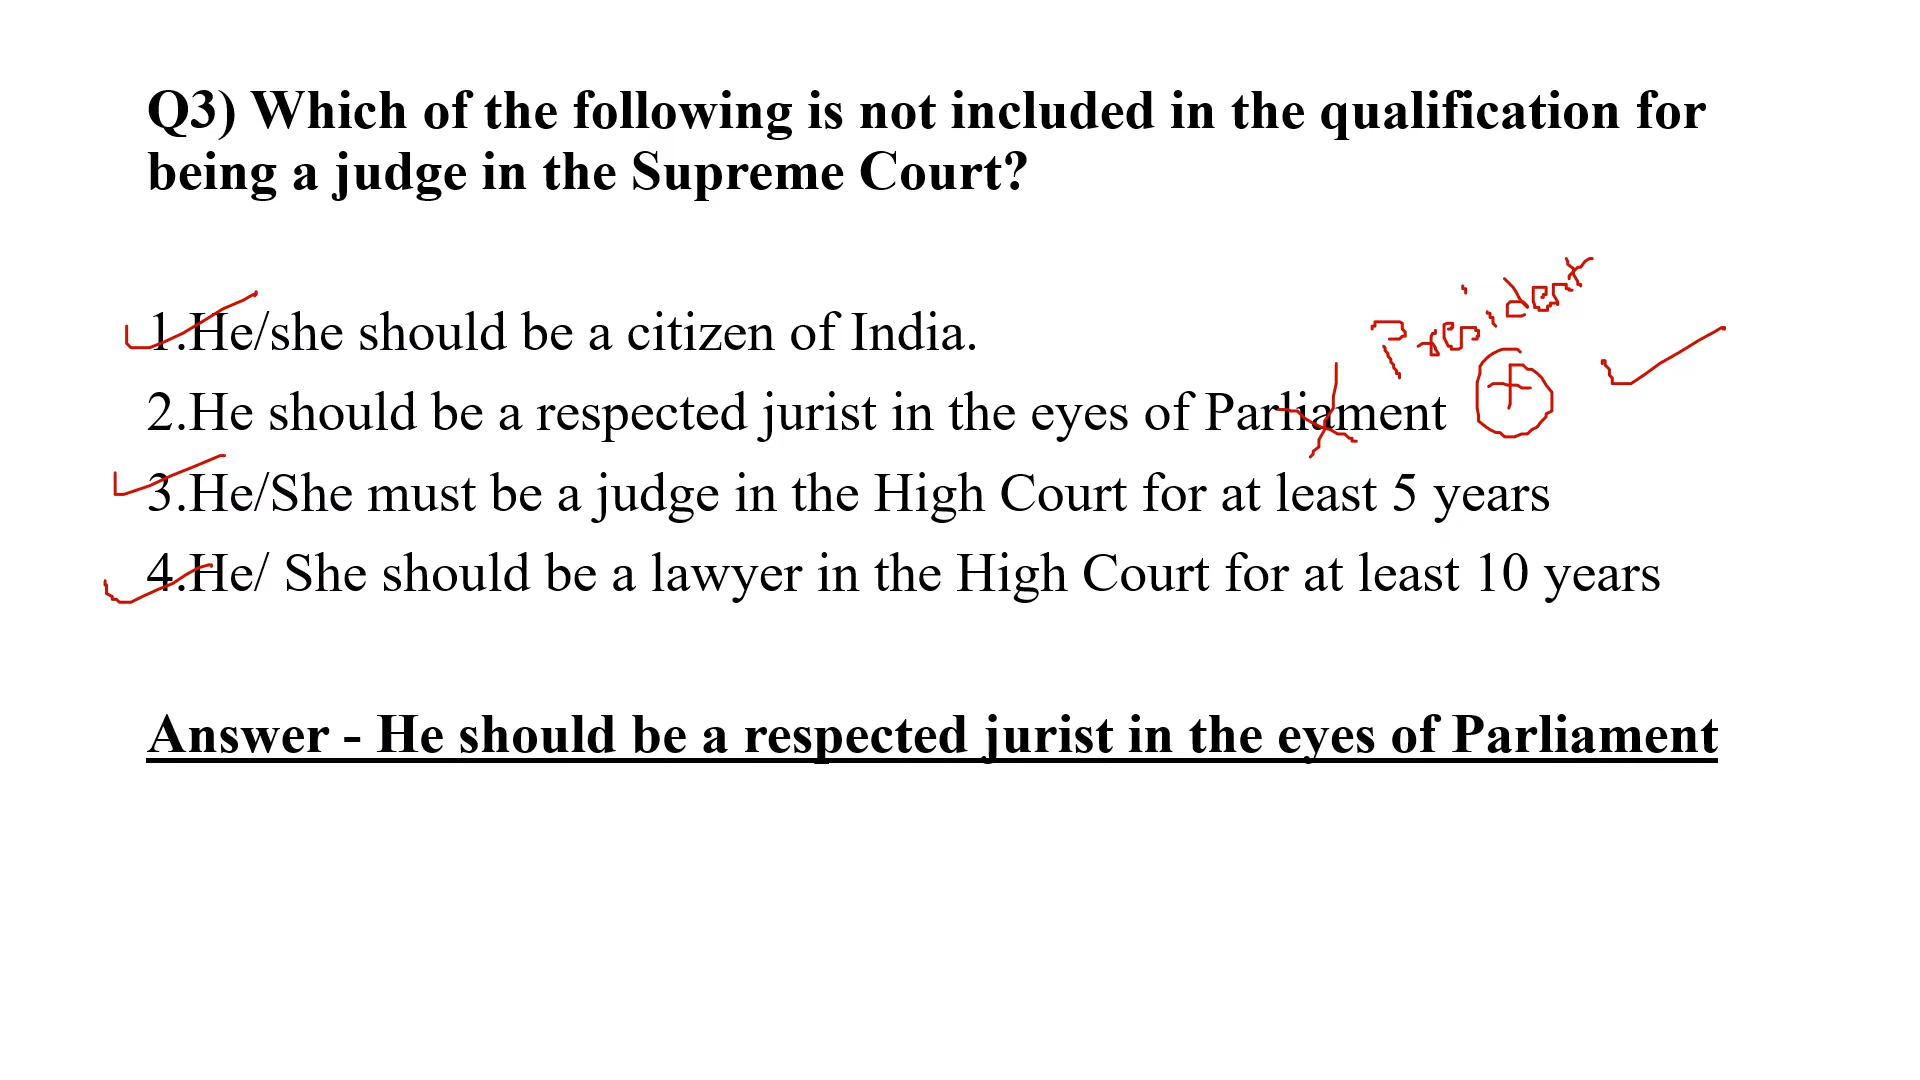 Q3) Which of the following is not included in the qualification for
being a judge in the Supreme Court?
1.He/she should be a citizen of India.
President
2.He should be a respected jurist in the eyes of Parliament
3.He/She must be a judge in the High Court for at least 5 years
4.He/ She should be a lawyer in the High Court for at least 10 years
Answer - He should be a respected jurist in the eyes of Parliament